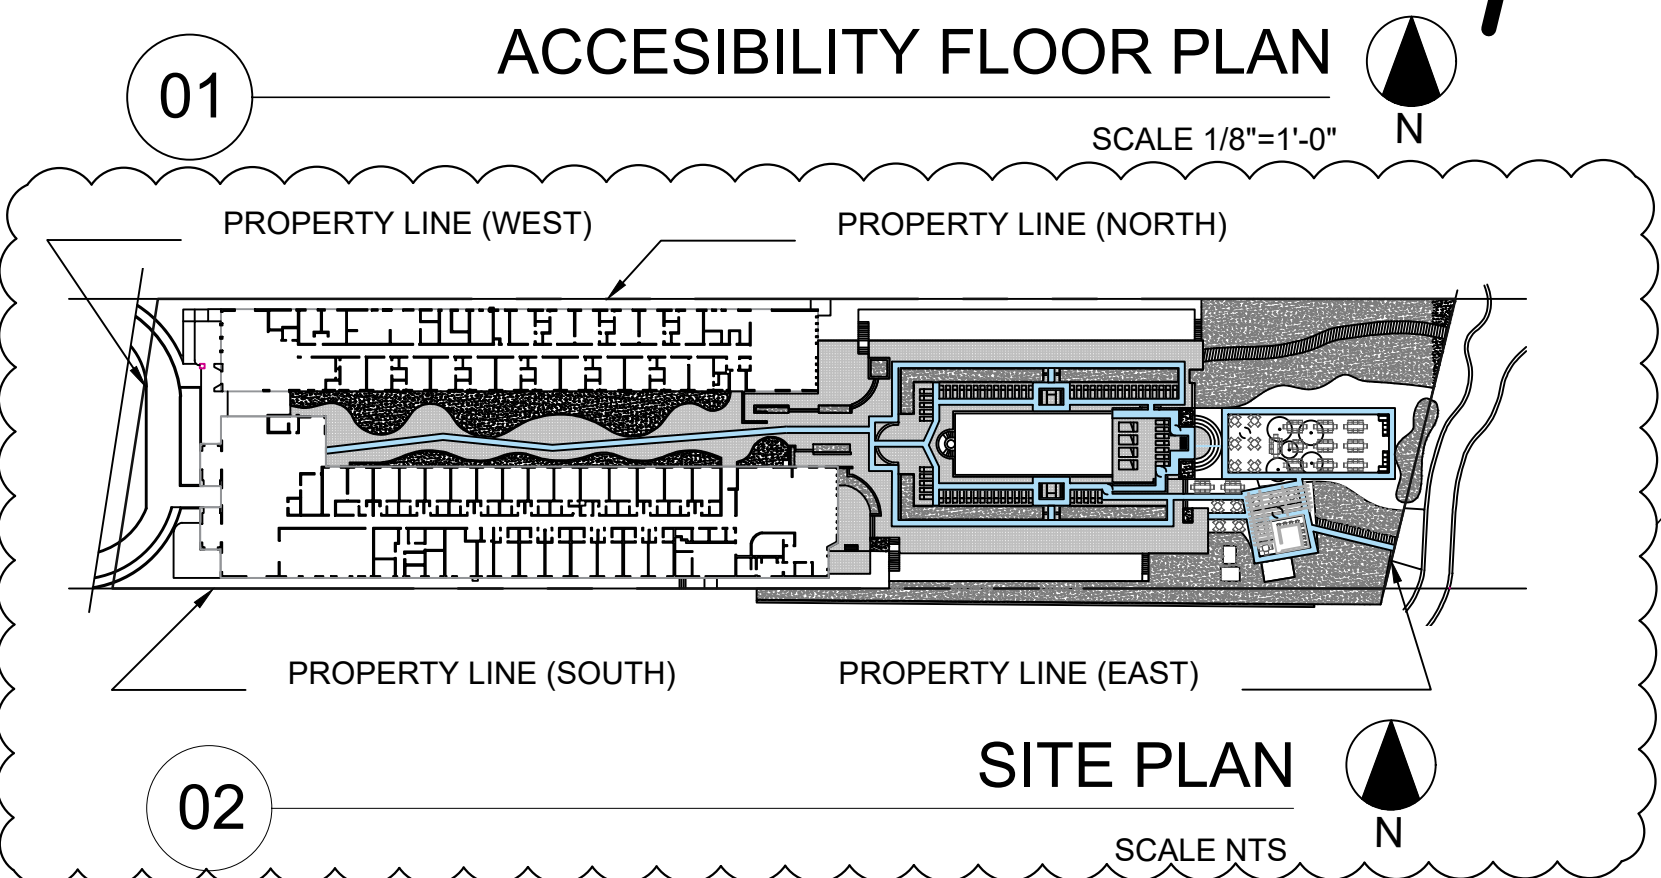 01
ACCESIBILITY FLOOR PLAN
SCALE 1/8"=1'-0"
N
PROPERTY LINE (WEST)
PROPERTY LINE (NORTH)
PROPERTY LINE (SOUTH)
PROPERTY LINE (EAST)
02
SITE PLAN
SCALE NTS
N